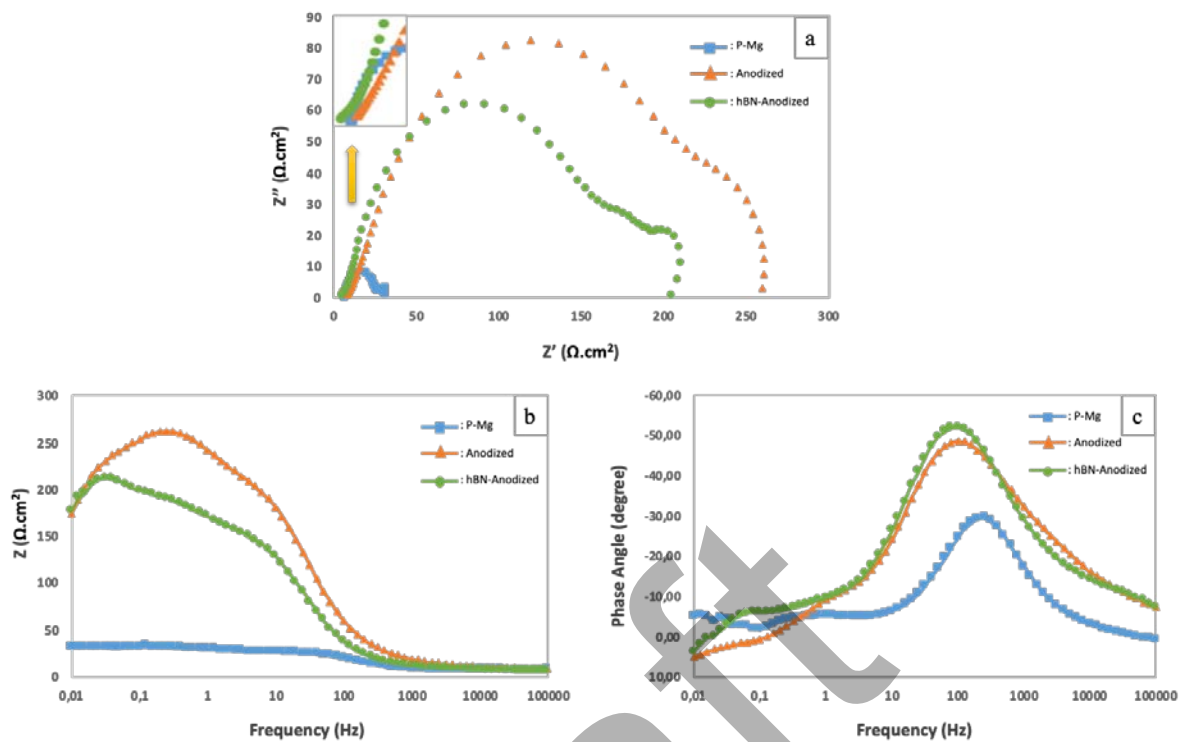 a
: P-Mg
: Anodized
: hBN-Anodized
90
80
70
60
50
40
30
20
10
0
Z″ (Ω.cm²)
0 50 100 150 200 250 300
Z' (Ω.cm²)
b
: P-Mg
: Anodized
: hBN-Anodized
300
250
200
150
100
50
0
Z (Ω.cm²)
0,01 0,1 1 10 100 1000 10000 100000
Frequency (Hz)
c
: P-Mg
: Anodized
: hBN-Anodized
-60,00
-50,00
-40,00
-30,00
-20,00
-10,00
0,00
10,00
Phase Angle (degree)
0,01 0,1 1 10 100 1000 10000 100000
Frequency (Hz)